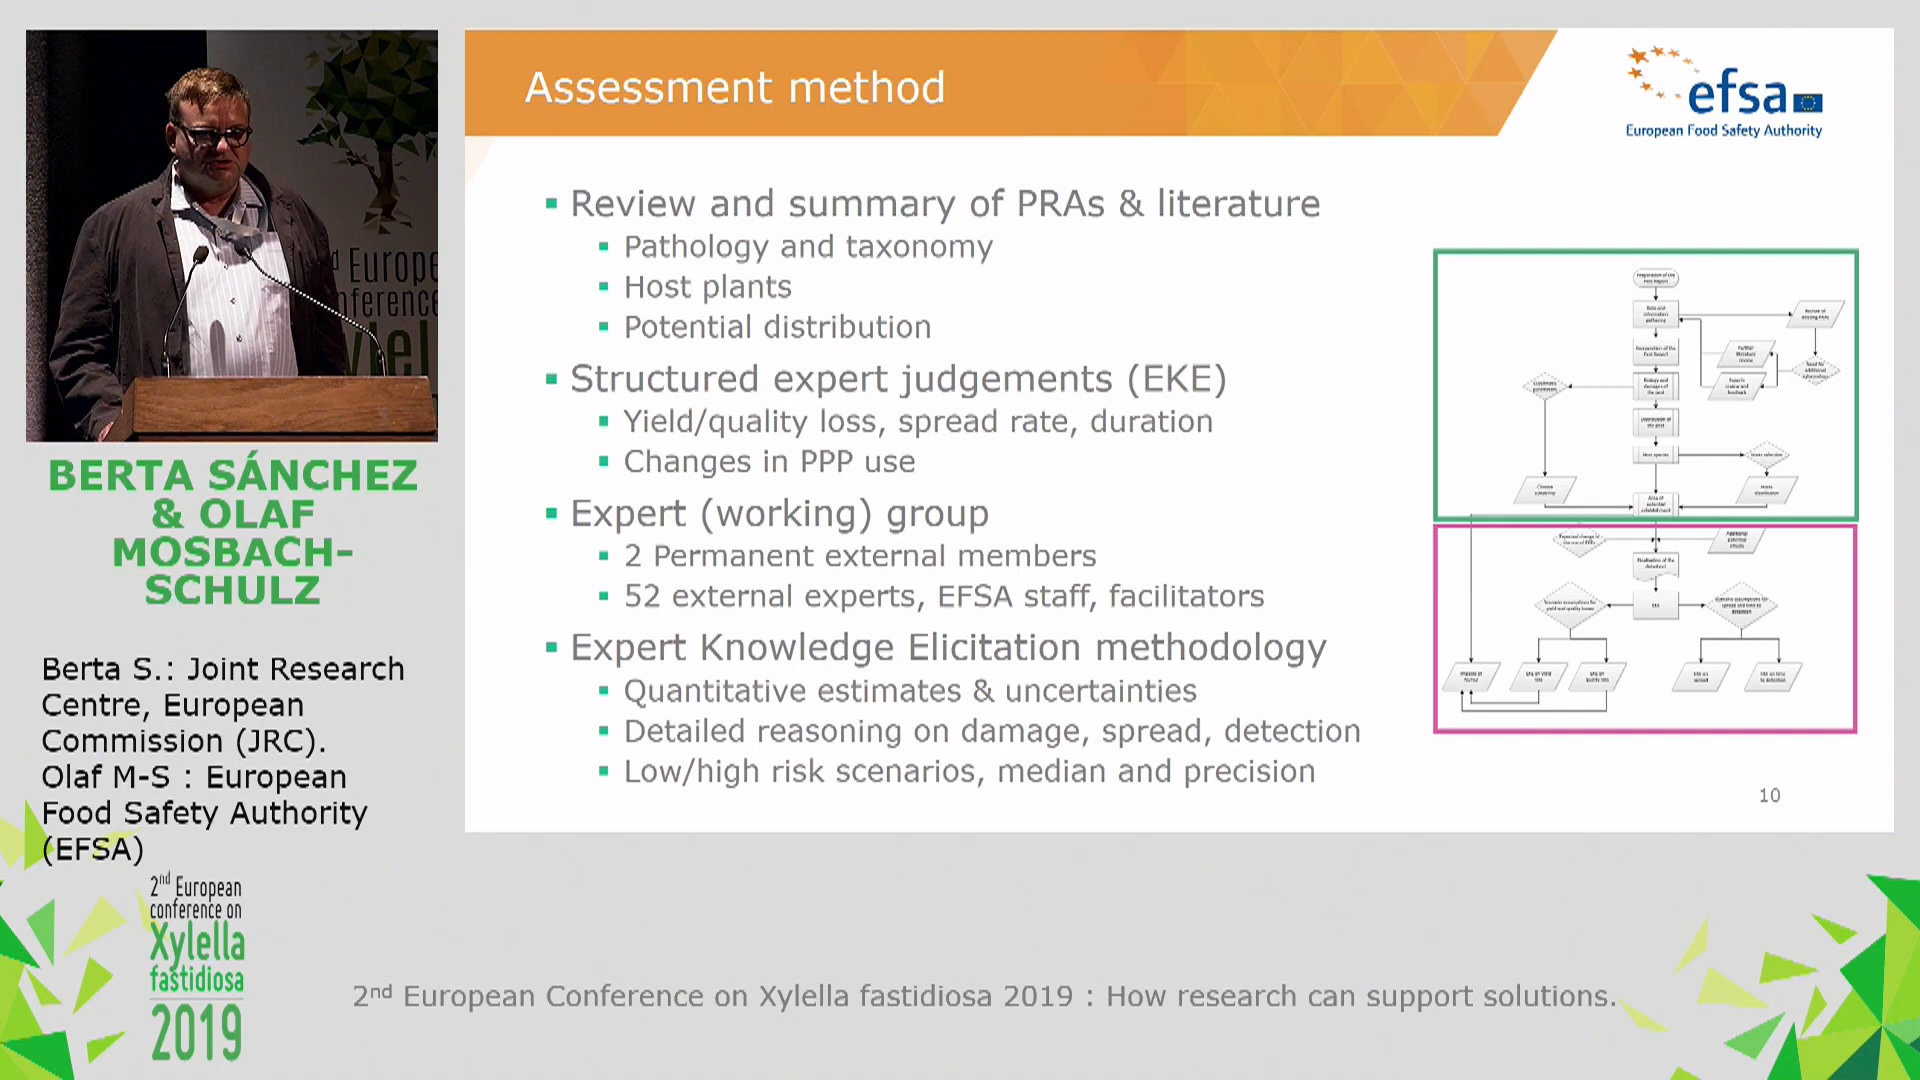 Europe
nference
BERTA SÁNCHEZ
& OLAF
MOSBACH-
SCHULZ
Berta S.: Joint Research
Centre, European
Commission (JRC).
Olaf M-S : European
Food Safety Authority
(EFSA)
2nd European
conference on
Xylella
fastidiosa
2019
Assessment method
efsa
European Food Safety Authority
▪ Review and summary of PRAs & literature
▪ Pathology and taxonomy
▪ Host plants
▪ Potential distribution
▪ Structured expert judgements (EKE)
▪ Yield/quality loss, spread rate, duration
▪ Changes in PPP use
▪ Expert (working) group
▪ 2 Permanent external members
▪ 52 external experts, EFSA staff, facilitators
▪ Expert Knowledge Elicitation methodology
▪ Quantitative estimates & uncertainties
▪ Detailed reasoning on damage, spread, detection
▪ Low/high risk scenarios, median and precision
10
2nd European Conference on Xylella fastidiosa 2019 : How research can support solutions.